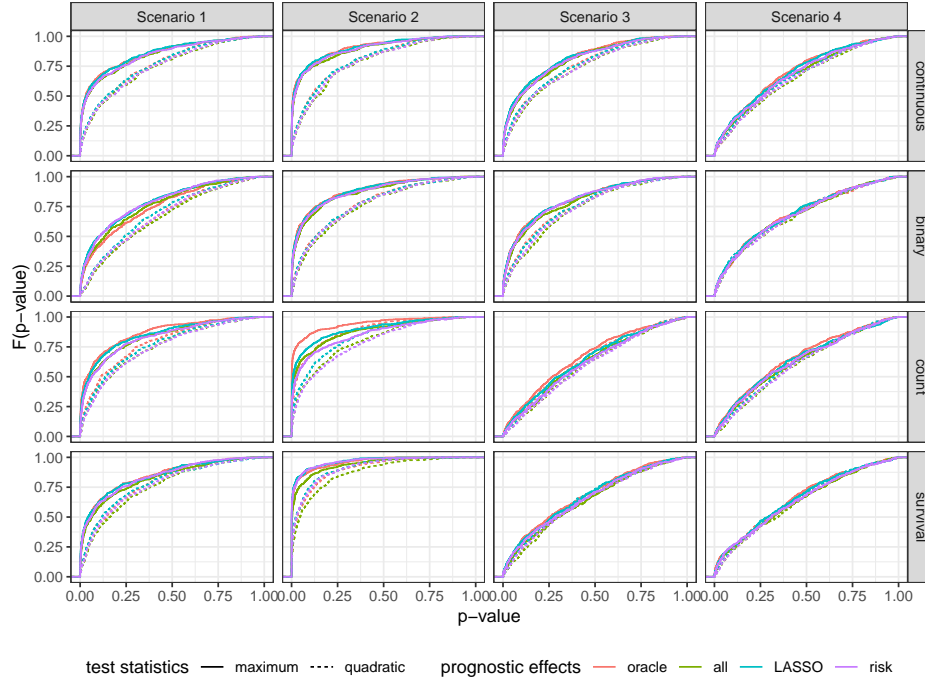 Scenario 1 Scenario 2 Scenario 3 Scenario 4
1.00
0.75
0.50
0.25
0.00
continuous
1.00
0.75
0.50
0.25
0.00
binary
1.00
0.75
0.50
0.25
0.00
count
1.00
0.75
0.50
0.25
0.00
survival
F(p−value)
0.00 0.25 0.50 0.75 1.00 0.00 0.25 0.50 0.75 1.00 0.00 0.25 0.50 0.75 1.00 0.00 0.25 0.50 0.75 1.00
p−value
test statistics maximum quadratic prognostic effects oracle all LASSO risk